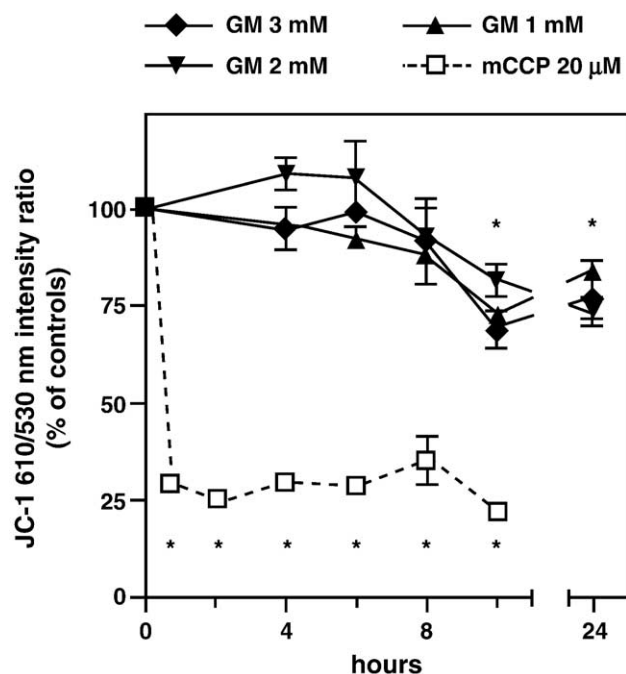 GM 3 mM
GM 1 mM
GM 2 mM
mCCP 20 μM
JC-1 610/530 nm intensity ratio
(% of controls)
100
75
50
25
0
* *
* * * * * *
0 4 8 24
hours